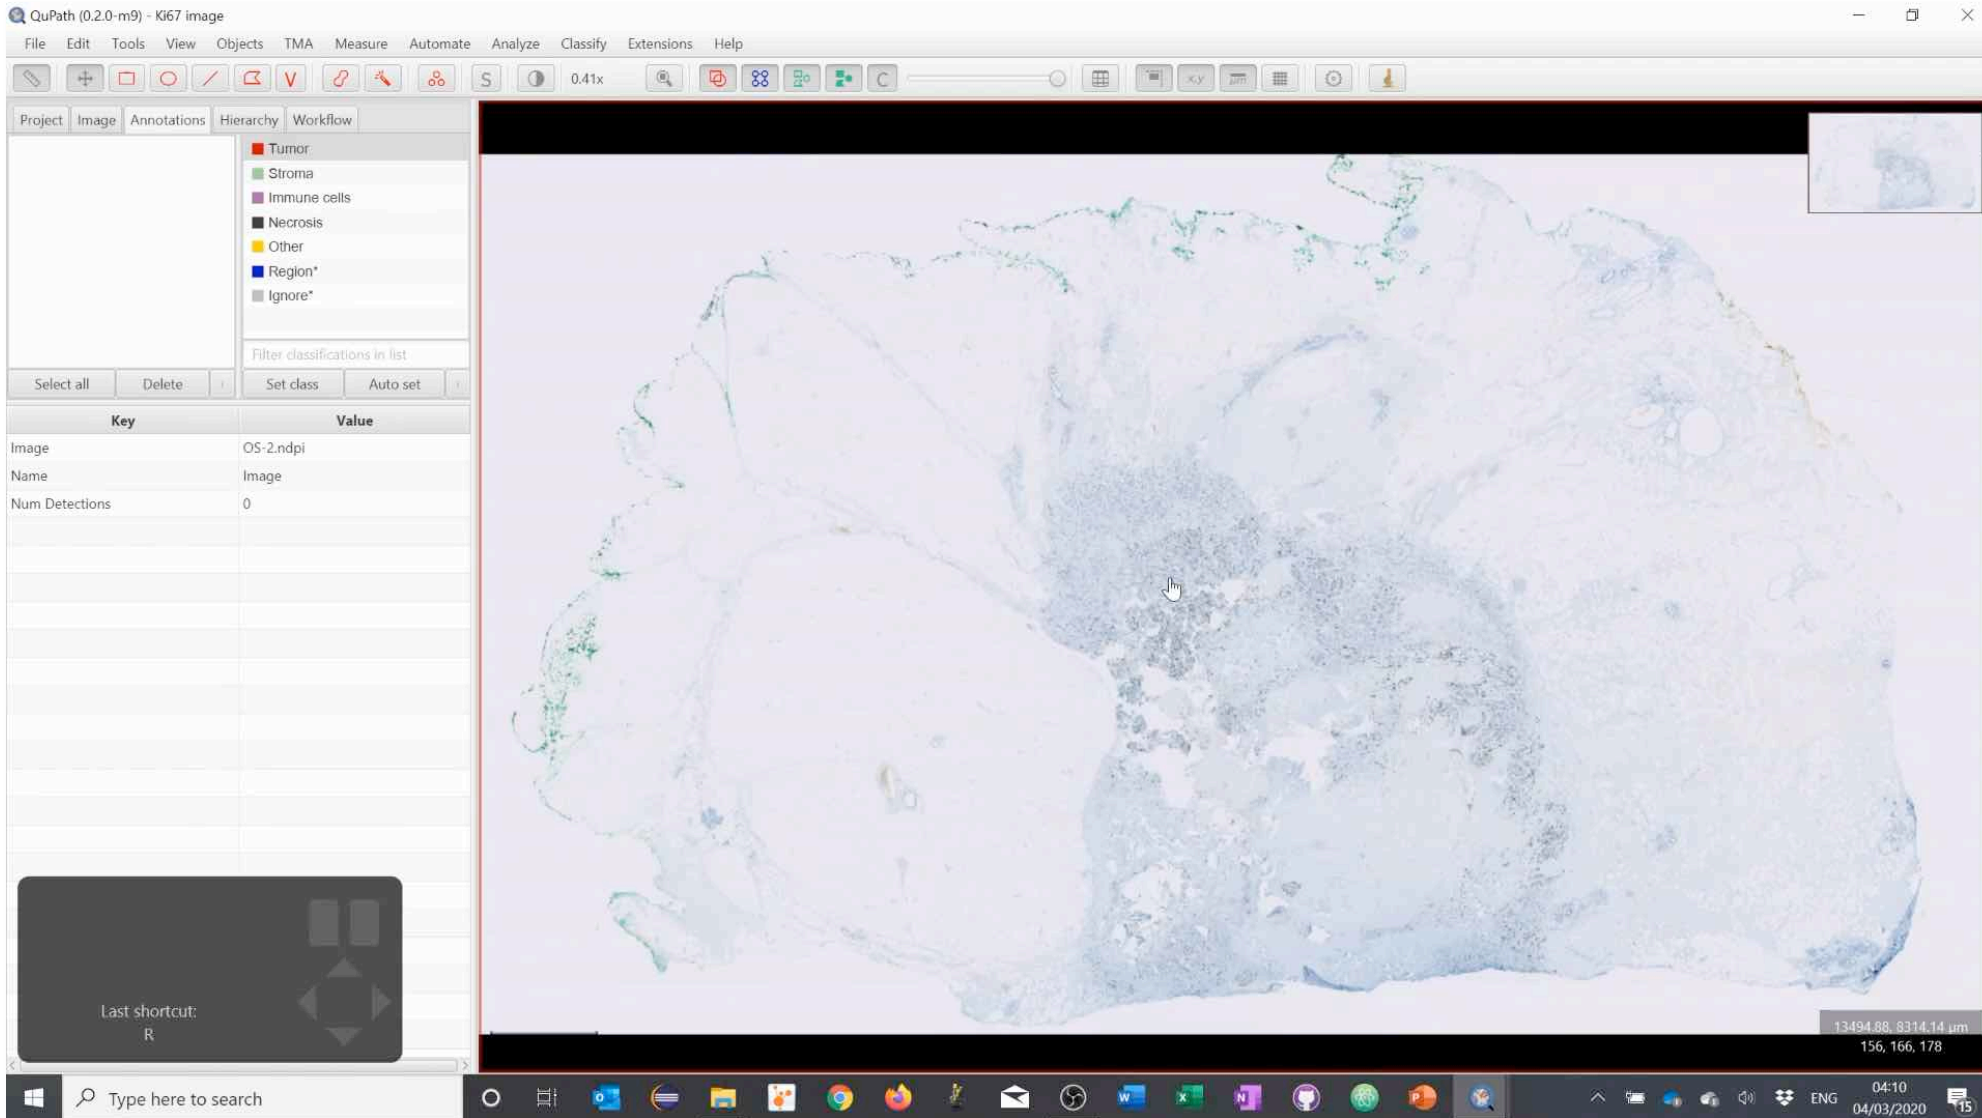 QuPath (0.2.0-m9) - Ki67 image
File Edit Tools View Objects TMA Measure Automate Analyze Classify Extensions Help
V S 0.41x C x,y μm
Project Image Annotations Hierarchy Workflow
Tumor
Stroma
Immune cells
Necrosis
Other
Region*
Ignore*
Filter classifications in list
Select all Delete Set class Auto set
Key Value
Image OS-2.ndpi
Name Image
Num Detections 0
Last shortcut:
R
13494.88, 8314.14 μm
156, 166, 178
Type here to search
ENG
04:10
04/03/2020
15